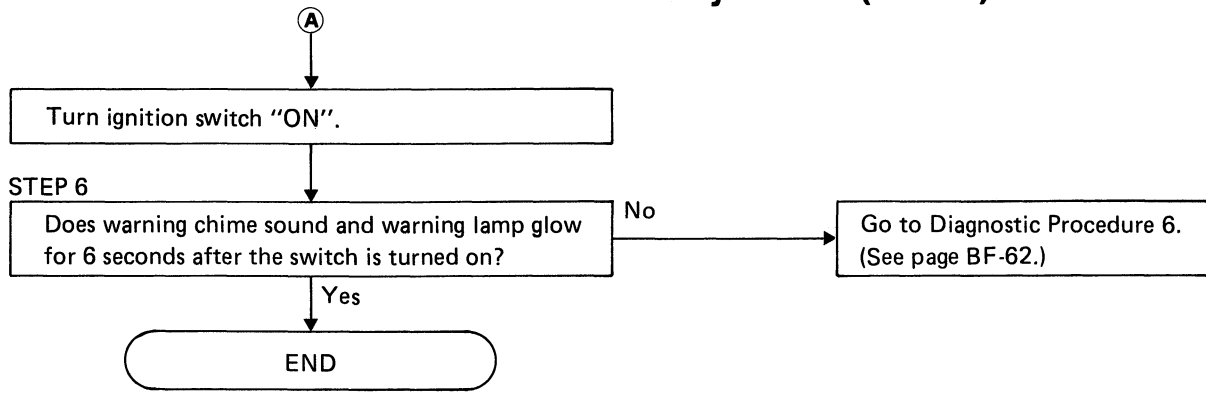 A
Turn ignition switch “ON”.
STEP 6
Does warning chime sound and warning lamp glow
for 6 seconds after the switch is turned on?
No
Go to Diagnostic Procedure 6.
(See page BF-62.)
Yes
END